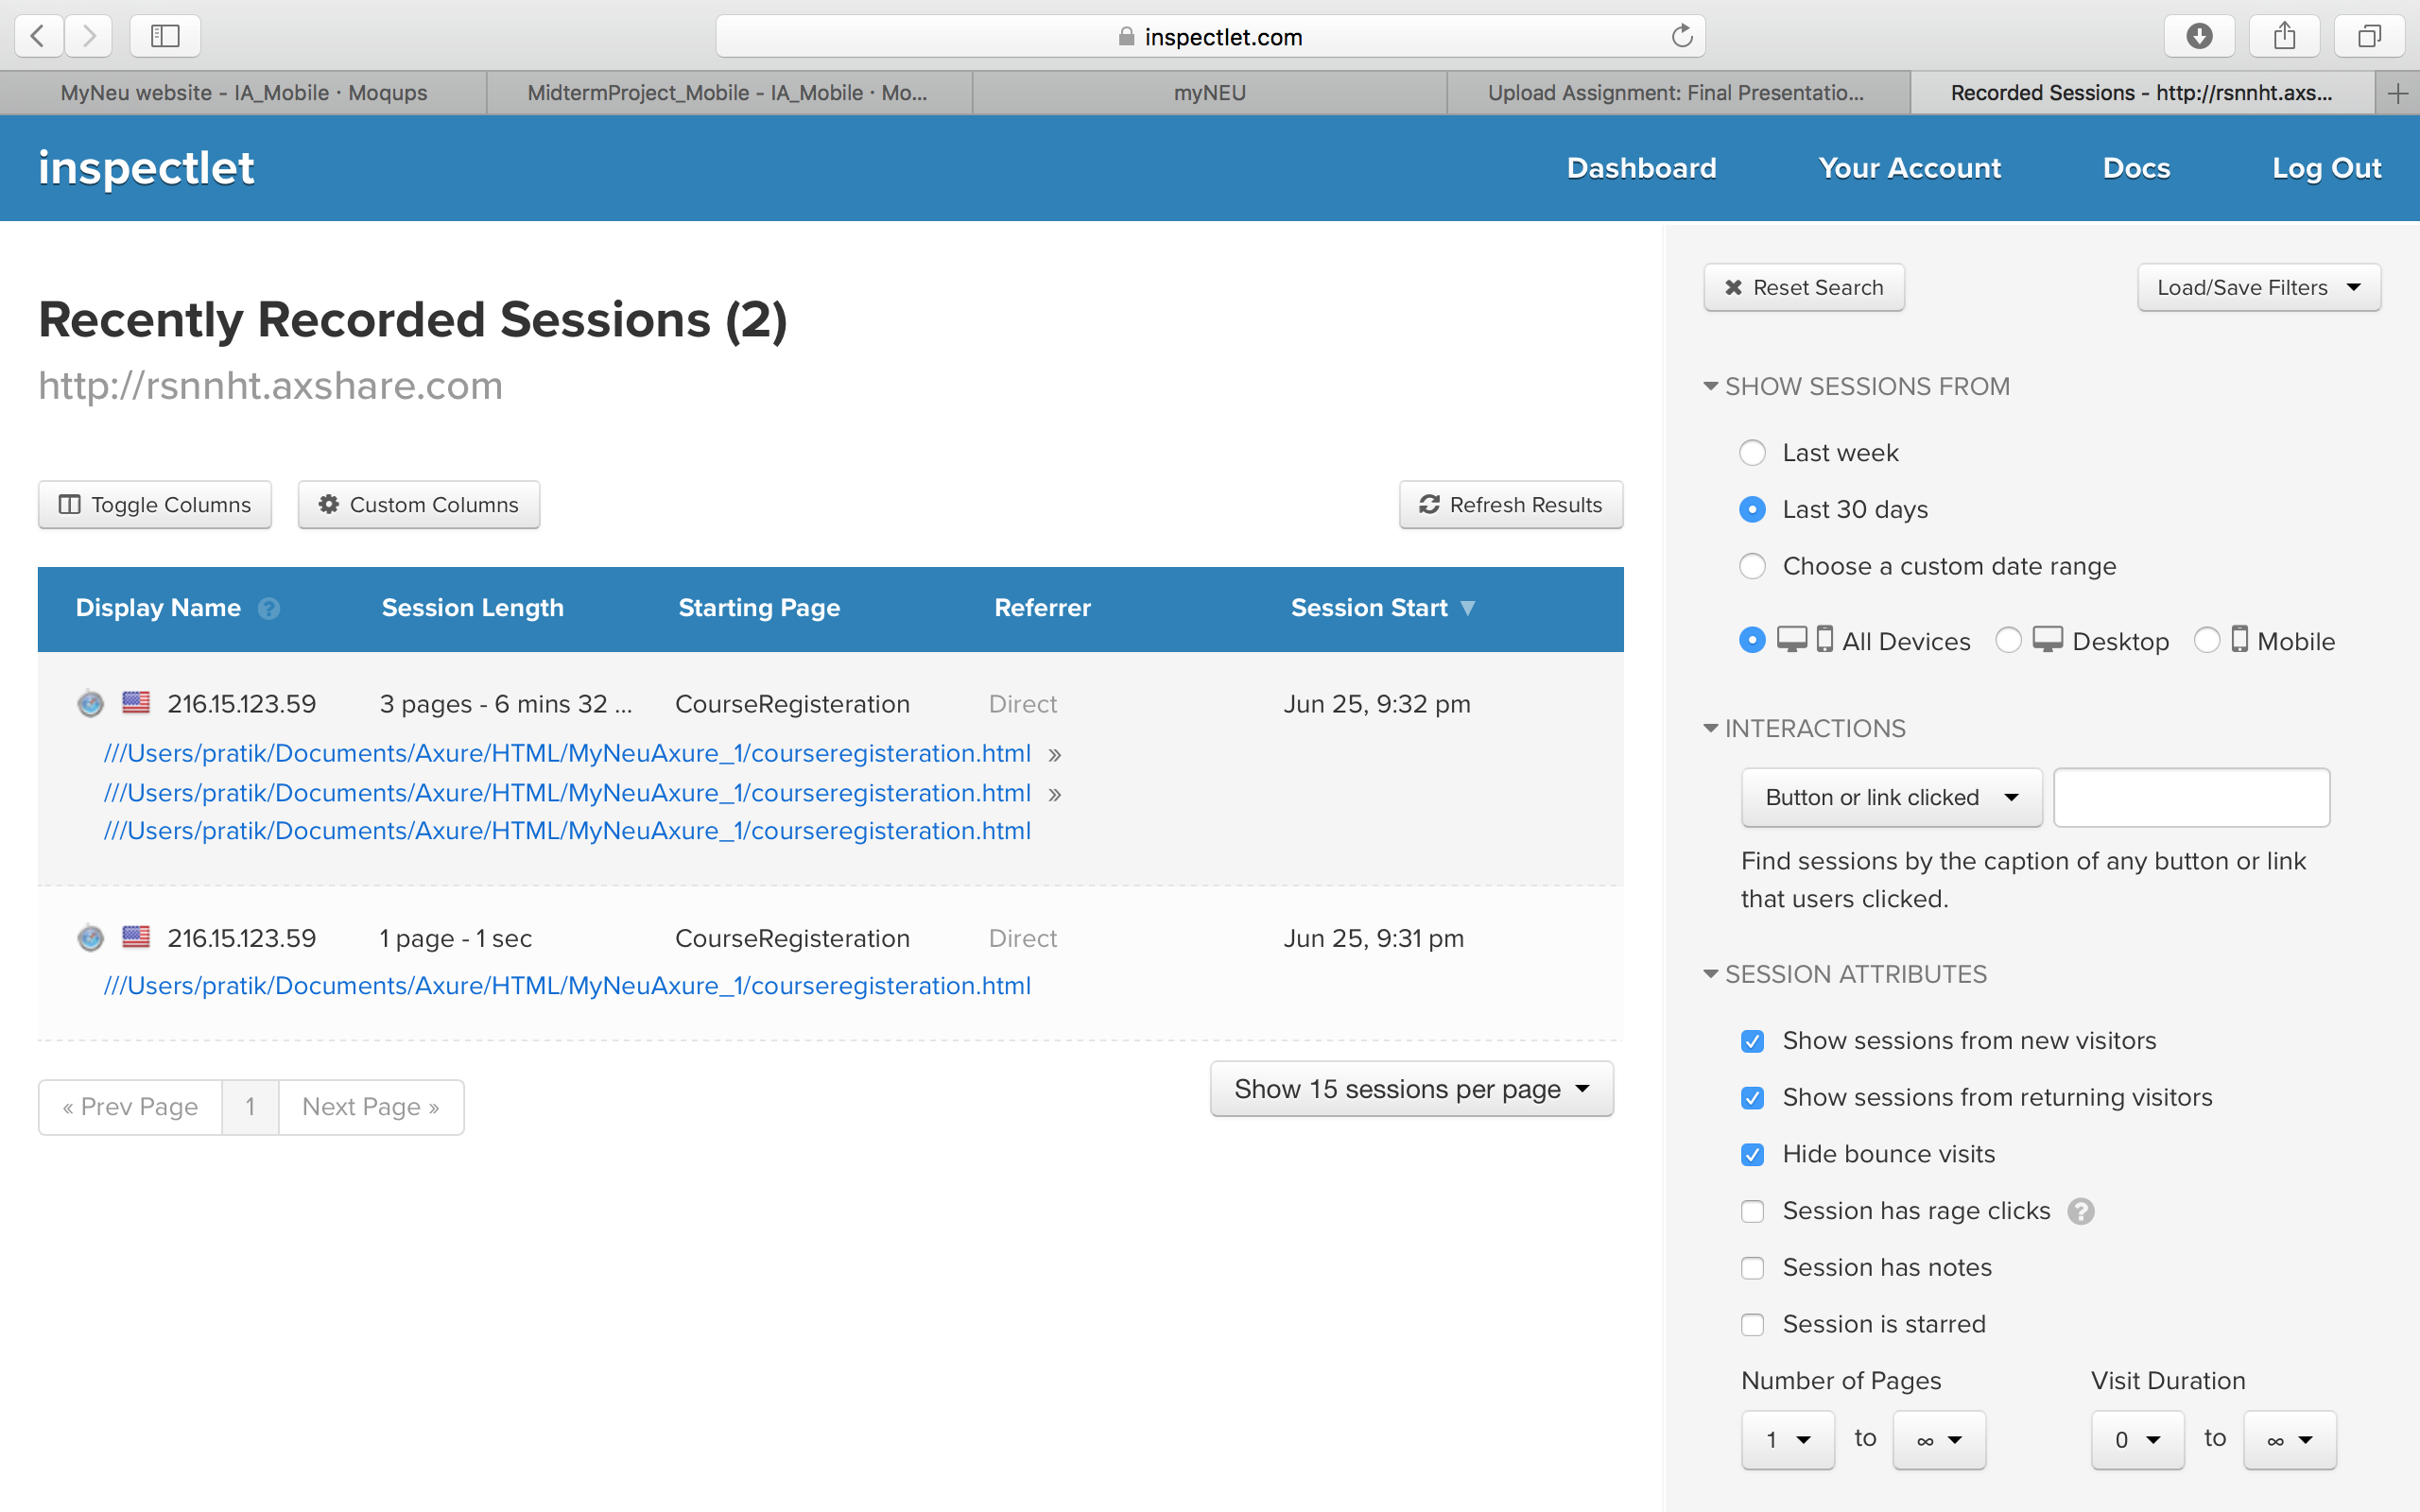 inspectlet.com
MyNeu website - IA_Mobile · Moqups
MidtermProject_Mobile - IA_Mobile · Mo...
myNEU
Upload Assignment: Final Presentatio...
Recorded Sessions - http://rsnnht.axs...
inspectlet
Dashboard
Your Account
Docs
Log Out
Recently Recorded Sessions (2)
http://rsnnht.axshare.com
Toggle Columns
Custom Columns
Refresh Results
Display Name ?
Session Length
Starting Page
Referrer
Session Start ▼
216.15.123.59
3 pages - 6 mins 32 ...
CourseRegisteration
Direct
Jun 25, 9:32 pm
///Users/pratik/Documents/Axure/HTML/MyNeuAxure_1/courseregisteration.html »
///Users/pratik/Documents/Axure/HTML/MyNeuAxure_1/courseregisteration.html »
///Users/pratik/Documents/Axure/HTML/MyNeuAxure_1/courseregisteration.html
216.15.123.59
1 page - 1 sec
CourseRegisteration
Direct
Jun 25, 9:31 pm
///Users/pratik/Documents/Axure/HTML/MyNeuAxure_1/courseregisteration.html
« Prev Page
1
Next Page »
Show 15 sessions per page
Reset Search
Load/Save Filters
SHOW SESSIONS FROM
Last week
Last 30 days
Choose a custom date range
All Devices
Desktop
Mobile
INTERACTIONS
Button or link clicked
Find sessions by the caption of any button or link
that users clicked.
SESSION ATTRIBUTES
Show sessions from new visitors
Show sessions from returning visitors
Hide bounce visits
Session has rage clicks ?
Session has notes
Session is starred
Number of Pages
Visit Duration
1 to ∞
0 to ∞